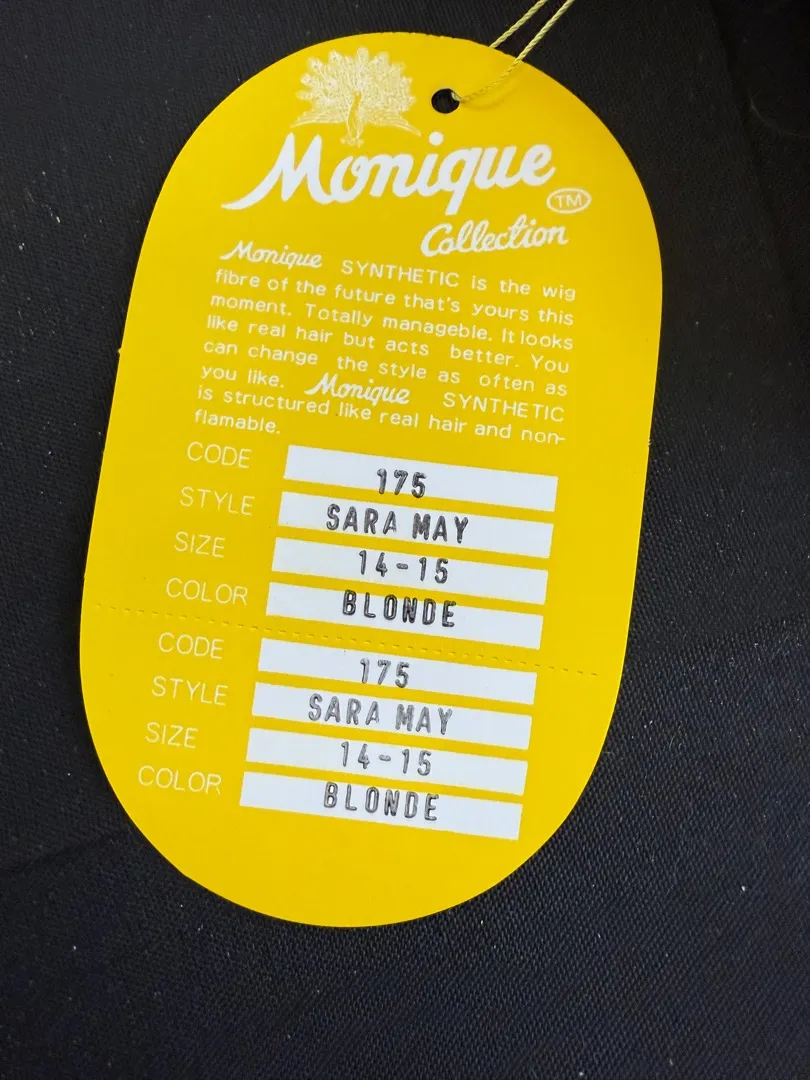 Monique TM
Collection
Monique SYNTHETIC is the wig
fibre of the future that's yours this
moment. Totally manageble. It looks
like real hair but acts better. You
can change the style as often as
you like. Monique SYNTHETIC
is structured like real hair and non-
flamable.
CODE 175
STYLE SARA MAY
SIZE 14-15
COLOR BLONDE
CODE 175
STYLE SARA MAY
SIZE 14-15
COLOR BLONDE